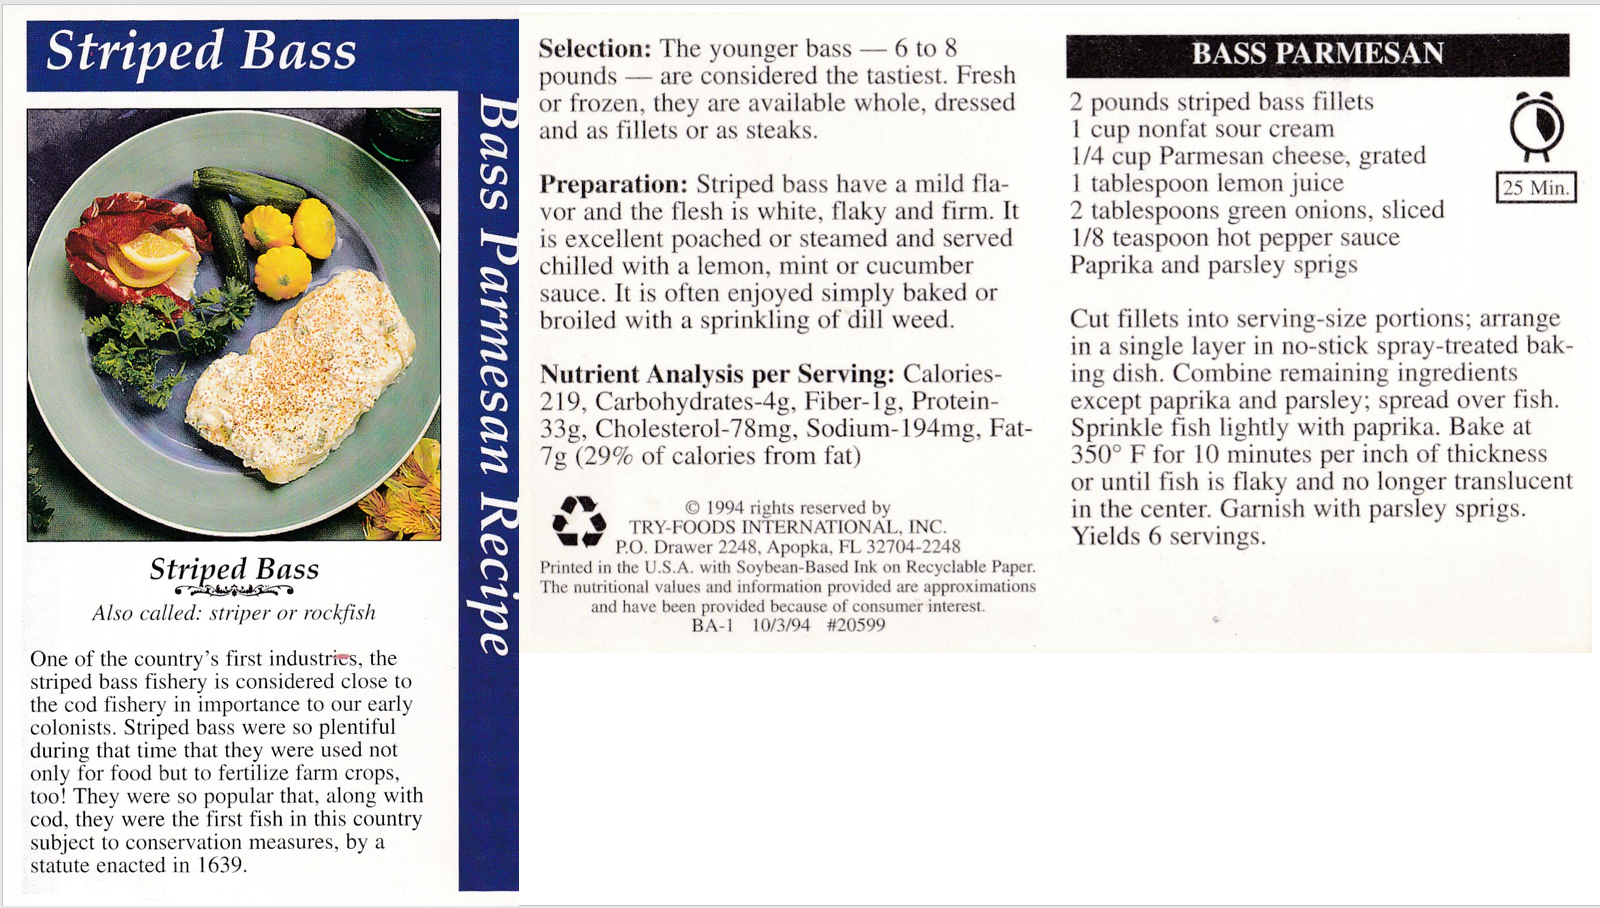 Striped Bass
Bass Parmesan Recipe
Striped Bass
Also called: striper or rockfish
One of the country's first industries, the
striped bass fishery is considered close to
the cod fishery in importance to our early
colonists. Striped bass were so plentiful
during that time that they were used not
only for food but to fertilize farm crops,
too! They were so popular that, along with
cod, they were the first fish in this country
subject to conservation measures, by a
statute enacted in 1639.
Selection: The younger bass — 6 to 8
pounds — are considered the tastiest. Fresh
or frozen, they are available whole, dressed
and as fillets or as steaks.
Preparation: Striped bass have a mild fla-
vor and the flesh is white, flaky and firm. It
is excellent poached or steamed and served
chilled with a lemon, mint or cucumber
sauce. It is often enjoyed simply baked or
broiled with a sprinkling of dill weed.
Nutrient Analysis per Serving: Calories-
219, Carbohydrates-4g, Fiber-1g, Protein-
33g, Cholesterol-78mg, Sodium-194mg, Fat-
7g (29% of calories from fat)
© 1994 rights reserved by
TRY-FOODS INTERNATIONAL, INC.
P.O. Drawer 2248, Apopka, FL 32704-2248
Printed in the U.S.A. with Soybean-Based Ink on Recyclable Paper.
The nutritional values and information provided are approximations
and have been provided because of consumer interest.
BA-1 10/3/94 #20599
BASS PARMESAN
2 pounds striped bass fillets
1 cup nonfat sour cream
1/4 cup Parmesan cheese, grated
1 tablespoon lemon juice
2 tablespoons green onions, sliced
1/8 teaspoon hot pepper sauce
Paprika and parsley sprigs
25 Min.
Cut fillets into serving-size portions; arrange
in a single layer in no-stick spray-treated bak-
ing dish. Combine remaining ingredients
except paprika and parsley; spread over fish.
Sprinkle fish lightly with paprika. Bake at
350° F for 10 minutes per inch of thickness
or until fish is flaky and no longer translucent
in the center. Garnish with parsley sprigs.
Yields 6 servings.